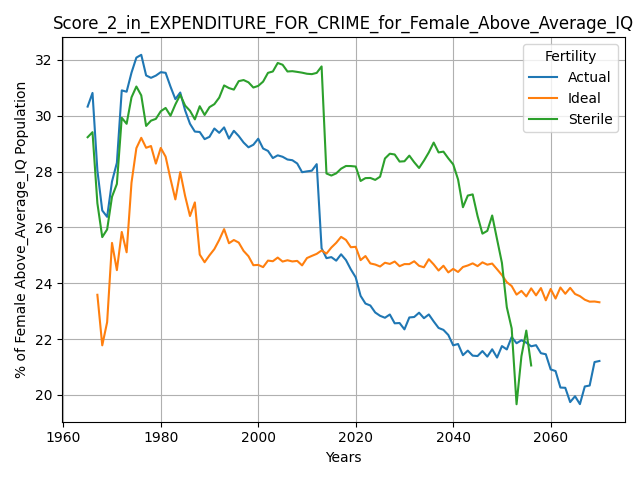 Score_2_in_EXPENDITURE_FOR_CRIME_for_Female_Above_Average_IQ
% of Female Above_Average_IQ Population
32
30
28
26
24
22
20
Fertility
Actual
Ideal
Sterile
1960
1980
2000
2020
2040
2060
Years